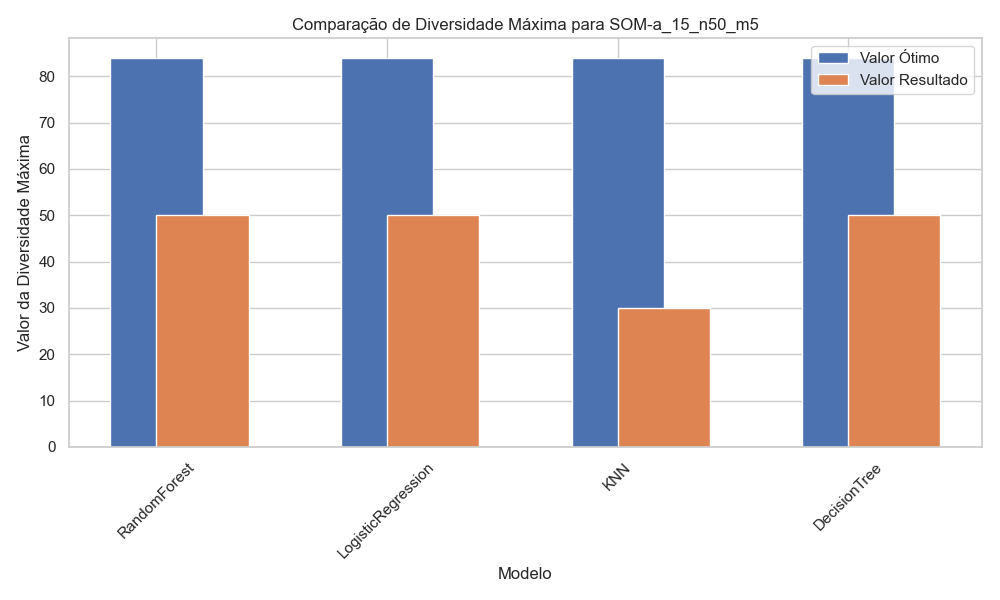 Comparação de Diversidade Máxima para SOM-a_15_n50_m5
Valor Ótimo
Valor Resultado
Valor da Diversidade Máxima
80
70
60
50
40
30
20
10
0
RandomForest
LogisticRegression
KNN
DecisionTree
Modelo